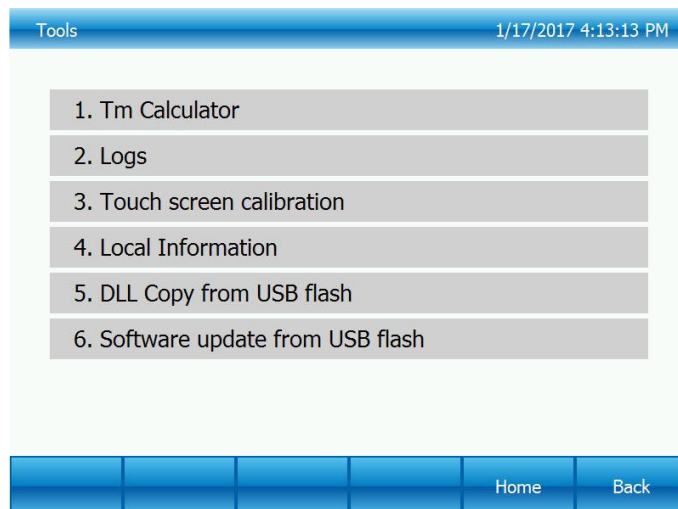 Tools 1/17/2017 4:13:13 PM
1. Tm Calculator
2. Logs
3. Touch screen calibration
4. Local Information
5. DLL Copy from USB flash
6. Software update from USB flash
Home Back